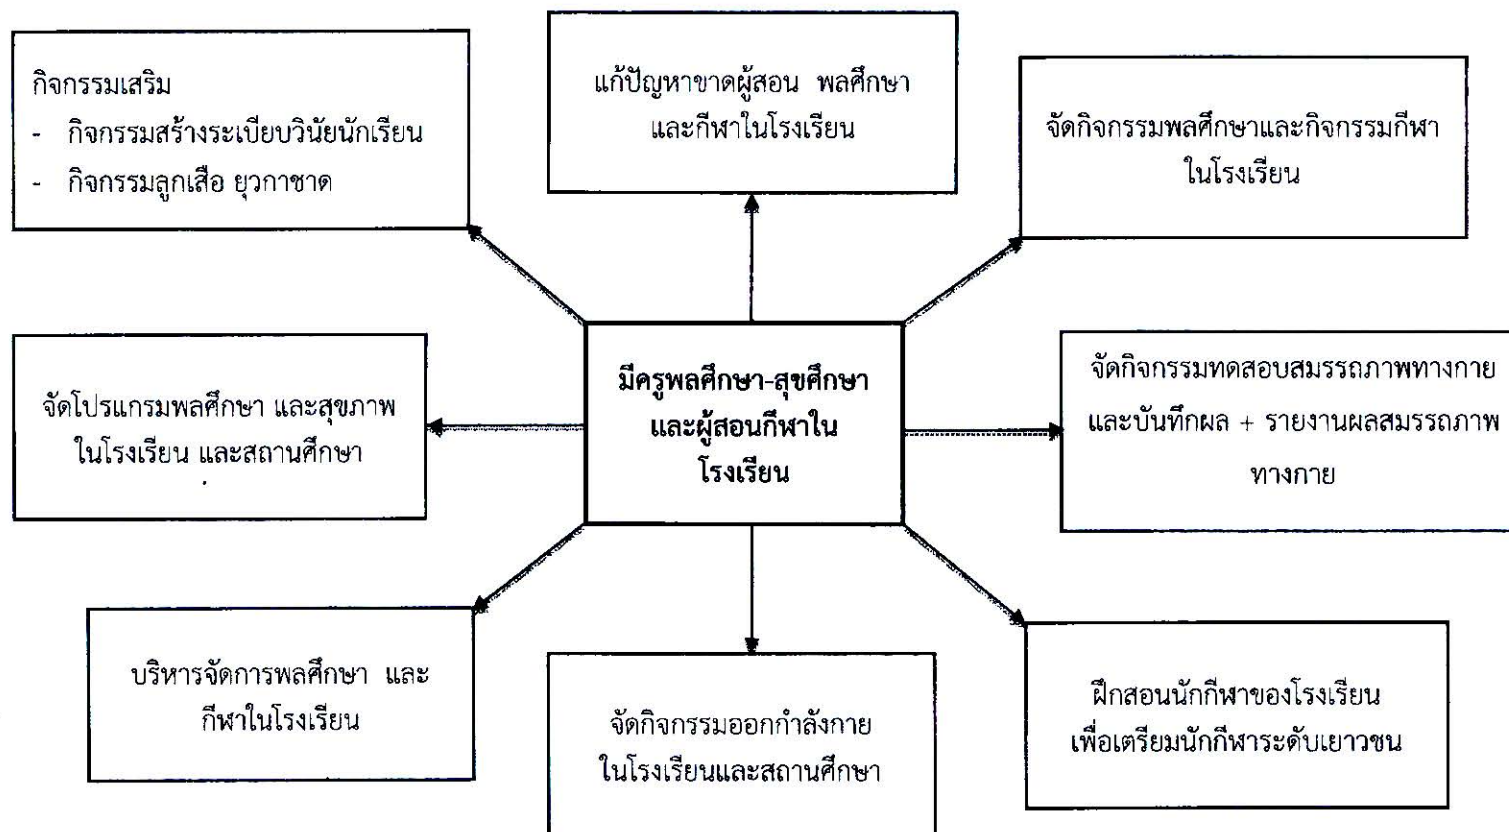 กิจกรรมเสริม
- กิจกรรมสร้างระเบียบวินัยนักเรียน
- กิจกรรมลูกเสือ ยุวกาชาด
แก้ปัญหาขาดผู้สอน พลศึกษา
และกีฬาในโรงเรียน
จัดกิจกรรมพลศึกษาและกิจกรรมกีฬา
ในโรงเรียน
จัดโปรแกรมพลศึกษา และสุขภาพ
ในโรงเรียน และสถานศึกษา
มีครูพลศึกษา-สุขศึกษา
และผู้สอนกีฬาใน
โรงเรียน
จัดกิจกรรมทดสอบสมรรถภาพทางกาย
และบันทึกผล + รายงานผลสมรรถภาพ
ทางกาย
บริหารจัดการพลศึกษา และ
กีฬาในโรงเรียน
จัดกิจกรรมออกกำลังกาย
ในโรงเรียนและสถานศึกษา
ฝึกสอนนักกีฬาของโรงเรียน
เพื่อเตรียมนักกีฬาระดับเยาวชน